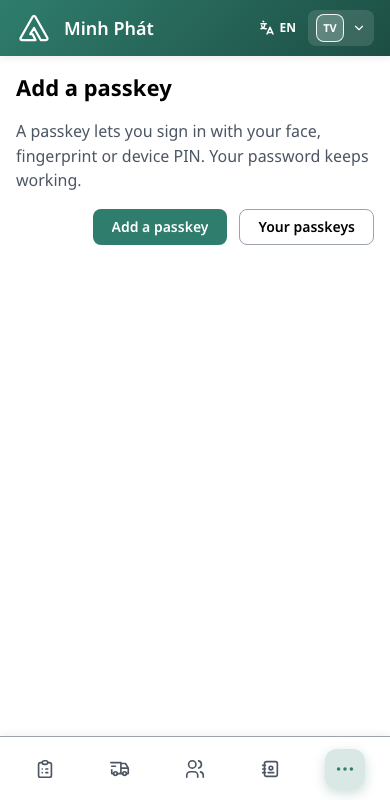 Minh Phát
EN
TV
Add a passkey
A passkey lets you sign in with your face,
fingerprint or device PIN. Your password keeps
working.
Add a passkey
Your passkeys